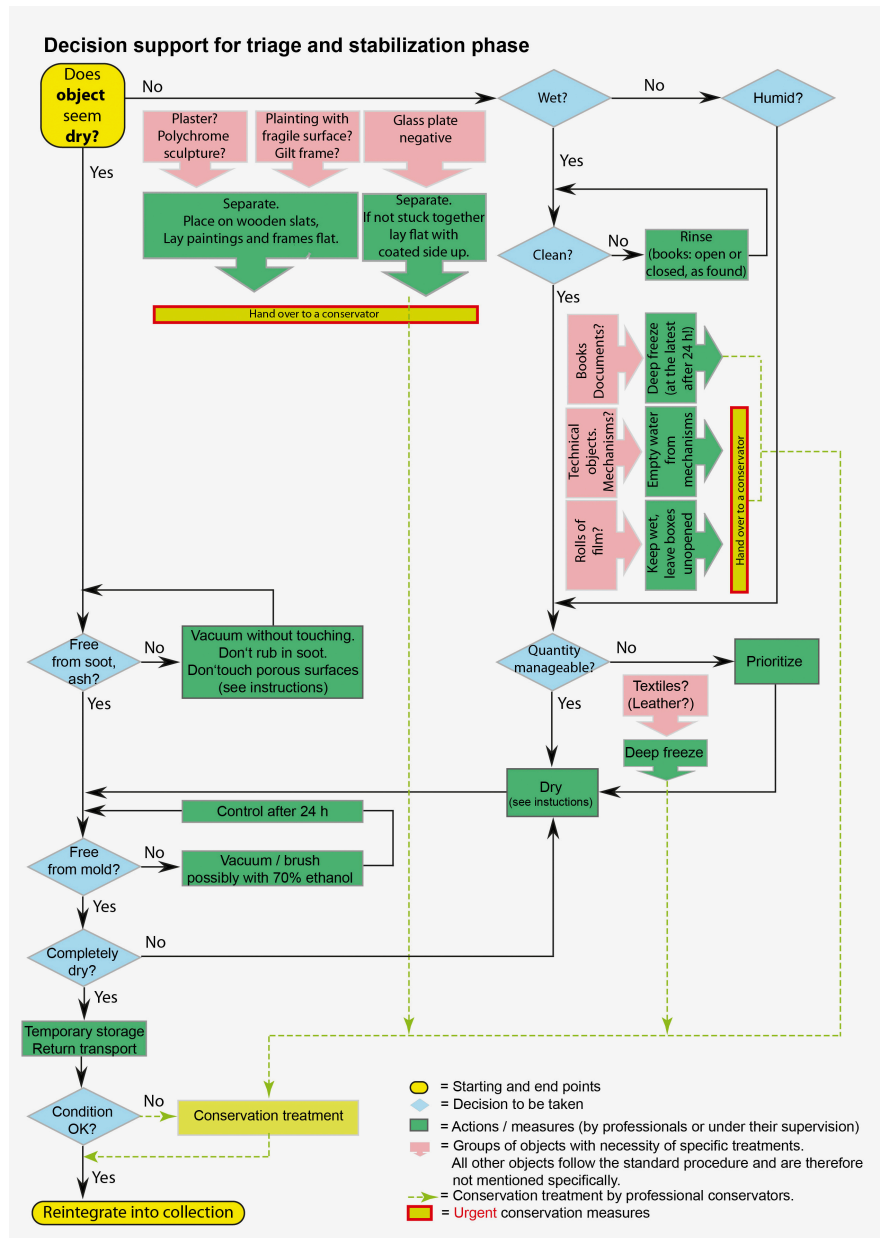 Decision support for triage and stabilization phase
Does
object
seem
dry?
No
Wet?
No
Humid?
Plaster?
Polychrome
sculpture?
Plainting with
fragile surface?
Gilt frame?
Glass plate
negative
Yes
Yes
Separate.
Place on wooden slats,
Lay paintings and frames flat.
Separate.
If not stuck together
lay flat with
coated side up.
Clean?
No
Rinse
(books: open or
closed, as found)
Yes
Hand over to a conservator
Books
Documents?
Deep freeze
(at the latest
after 24 h!)
Technical
objects.
Mechanisms?
Empty water
from
mechanisms
Hand over to a conservator
Rolls of
film?
Keep wet,
leave boxes
unopened
Free
from soot,
ash?
No
Vacuum without touching.
Don't rub in soot.
Don'touch porous surfaces
(see instructions)
Yes
Quantity
manageable?
No
Prioritize
Yes
Textiles?
(Leather?)
Deep freeze
Dry
(see instuctions)
Control after 24 h
Free
from mold?
No
Vacuum / brush
possibly with 70% ethanol
Yes
Completely
dry?
No
Yes
Temporary storage
Return transport
Condition
OK?
No
Conservation treatment
Yes
Reintegrate into collection
= Starting and end points
= Decision to be taken
= Actions / measures (by professionals or under their supervision)
= Groups of objects with necessity of specific treatments.
All other objects follow the standard procedure and are therefore
not mentioned specifically.
= Conservation treatment by professional conservators.
= Urgent conservation measures